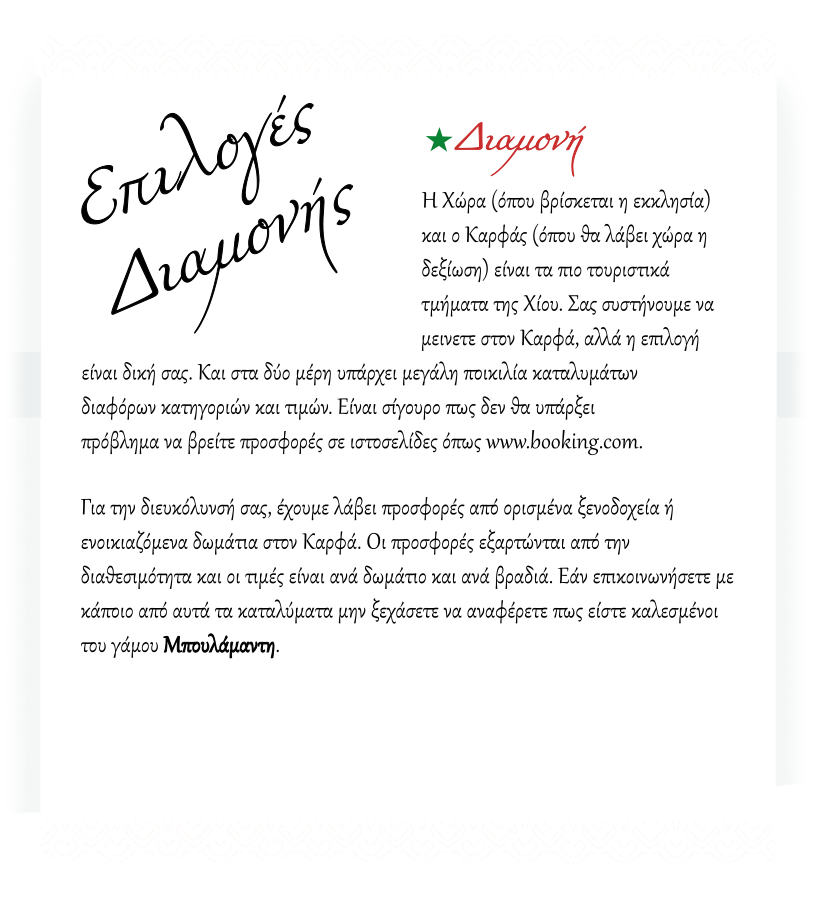 Επιλογές
Διαμονής
★Διαμονή
Η Χώρα (όπου βρίσκεται η εκκλησία)
και ο Καρφάς (όπου θα λάβει χώρα η
δεξίωση) είναι τα πιο τουριστικά
τμήματα της Χίου. Σας συστήνουμε να
μεινετε στον Καρφά, αλλά η επιλογή
είναι δική σας. Και στα δύο μέρη υπάρχει μεγάλη ποικιλία καταλυμάτων
διαφόρων κατηγοριών και τιμών. Είναι σίγουρο πως δεν θα υπάρξει
πρόβλημα να βρείτε προσφορές σε ιστοσελίδες όπως www.booking.com.
Για την διευκόλυνσή σας, έχουμε λάβει προσφορές από ορισμένα ξενοδοχεία ή
ενοικιαζόμενα δωμάτια στον Καρφά. Οι προσφορές εξαρτώνται από την
διαθεσιμότητα και οι τιμές είναι ανά δωμάτιο και ανά βραδιά. Εάν επικοινωνήσετε με
κάποιο από αυτά τα καταλύματα μην ξεχάσετε να αναφέρετε πως είστε καλεσμένοι
του γάμου Μπουλάμαντη.